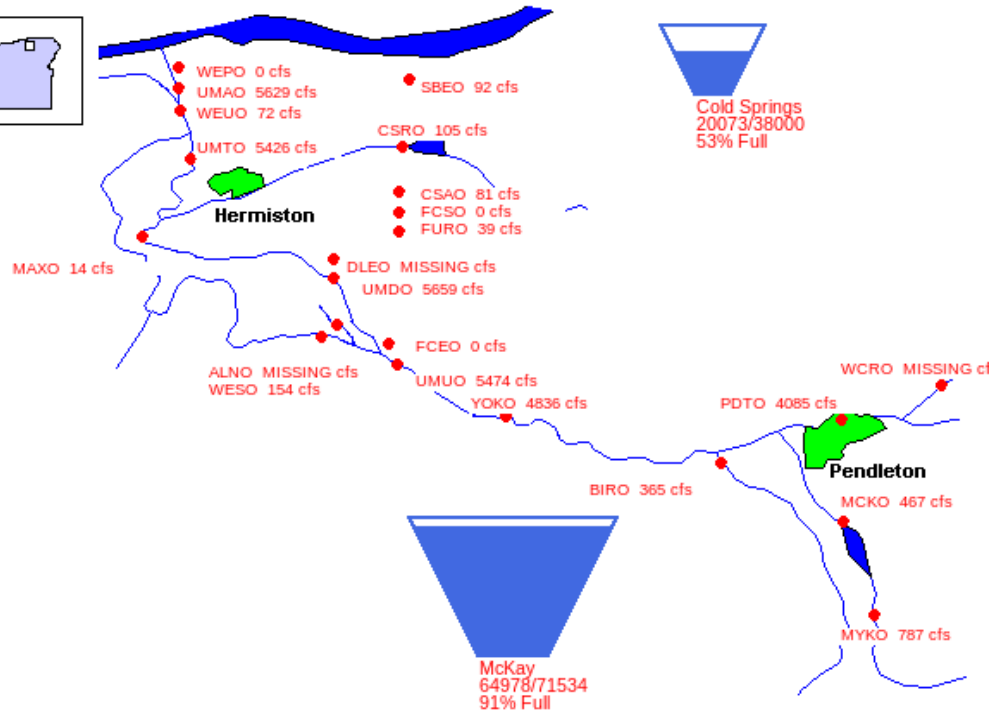 WEPO 0 cfs
UMAO 5629 cfs
SBEO 92 cfs
WEUO 72 cfs
Cold Springs
20073/38000
53% Full
CSRO 105 cfs
UMTO 5426 cfs
CSAO 81 cfs
Hermiston
FCSO 0 cfs
FURO 39 cfs
MAXO 14 cfs
DLEO MISSING cfs
UMDO 5659 cfs
FCEO 0 cfs
ALNO MISSING cfs
WESO 154 cfs
UMUO 5474 cfs
WCRO MISSING cf
YOKO 4836 cfs
PDTO 4085 cfs
Pendleton
BIRO 365 cfs
MCKO 467 cfs
MYKO 787 cfs
McKay
64978/71534
91% Full